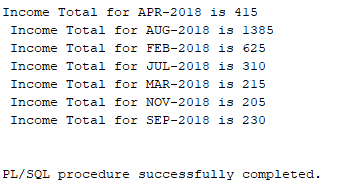 Income Total for APR-2018 is 415
Income Total for AUG-2018 is 1385
Income Total for FEB-2018 is 625
Income Total for JUL-2018 is 310
Income Total for MAR-2018 is 215
Income Total for NOV-2018 is 205
Income Total for SEP-2018 is 230
PL/SQL procedure successfully completed.